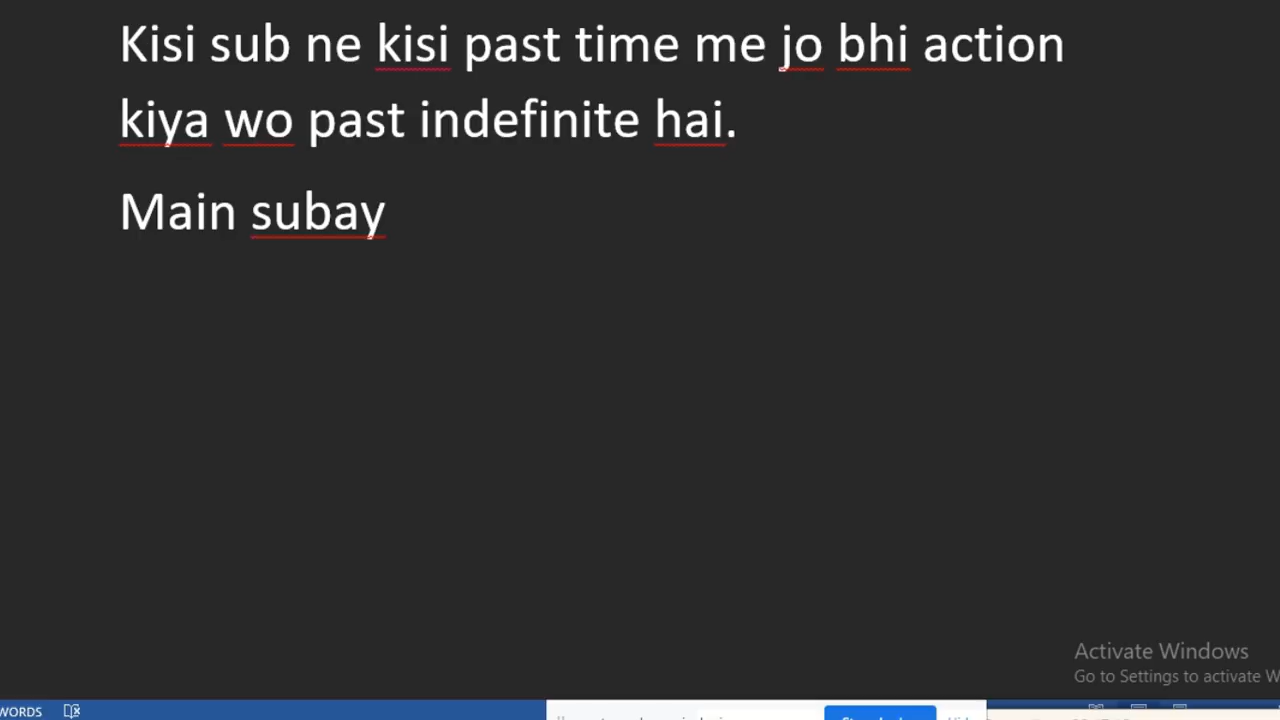 Kisi sub ne kisi past time me jo bhi action
kiya wo past indefinite hai.
Main subay
Activate Windows
Go to Settings to activate W
WORDS